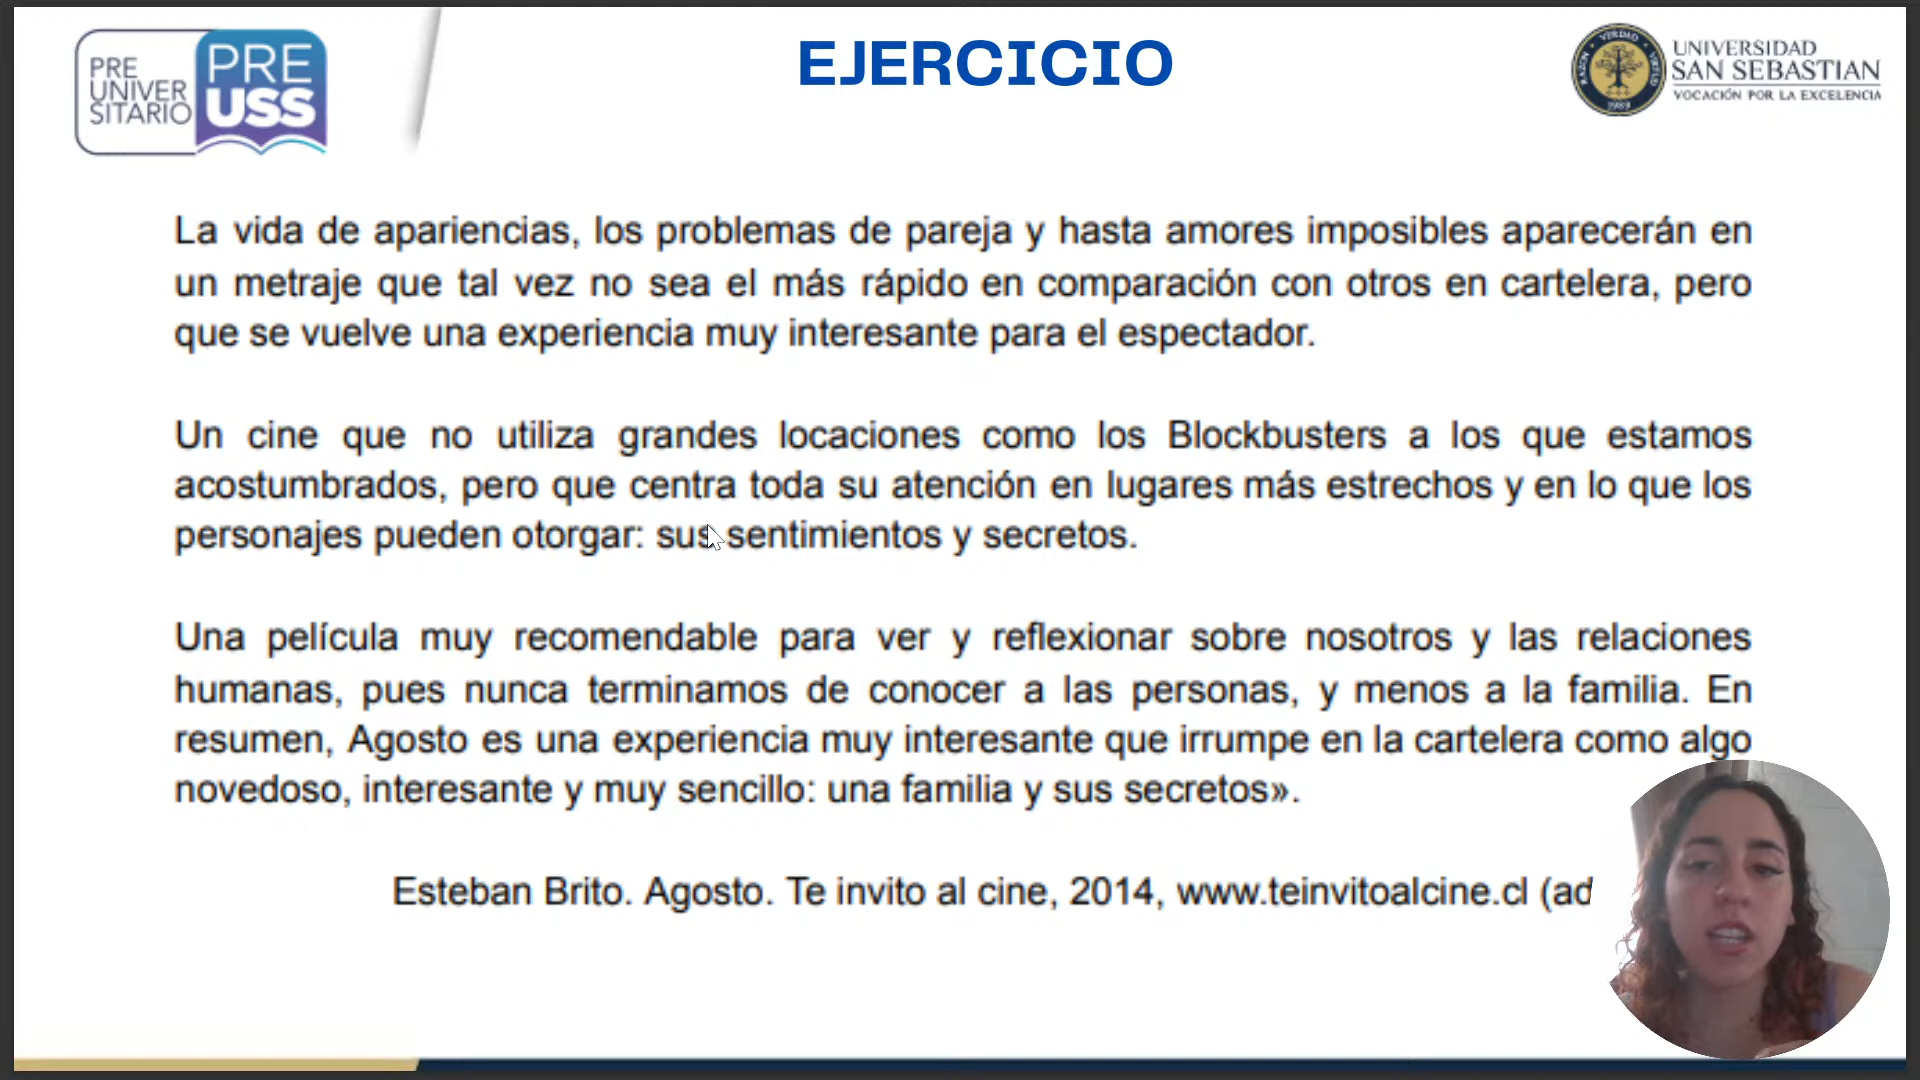 PRE
UNIVER
SITARIO
PRE
USS
EJERCICIO
VERDAD
1989
UNIVERSIDAD
SAN SEBASTIAN
VOCACIÓN POR LA EXCELENCIA
La vida de apariencias, los problemas de pareja y hasta amores imposibles aparecerán en
un metraje que tal vez no sea el más rápido en comparación con otros en cartelera, pero
que se vuelve una experiencia muy interesante para el espectador.
Un cine que no utiliza grandes locaciones como los Blockbusters a los que estamos
acostumbrados, pero que centra toda su atención en lugares más estrechos y en lo que los
personajes pueden otorgar: sus sentimientos y secretos.
Una película muy recomendable para ver y reflexionar sobre nosotros y las relaciones
humanas, pues nunca terminamos de conocer a las personas, y menos a la familia. En
resumen, Agosto es una experiencia muy interesante que irrumpe en la cartelera como algo
novedoso, interesante y muy sencillo: una familia y sus secretos».
Esteban Brito. Agosto. Te invito al cine, 2014, www.teinvitoalcine.cl (ad